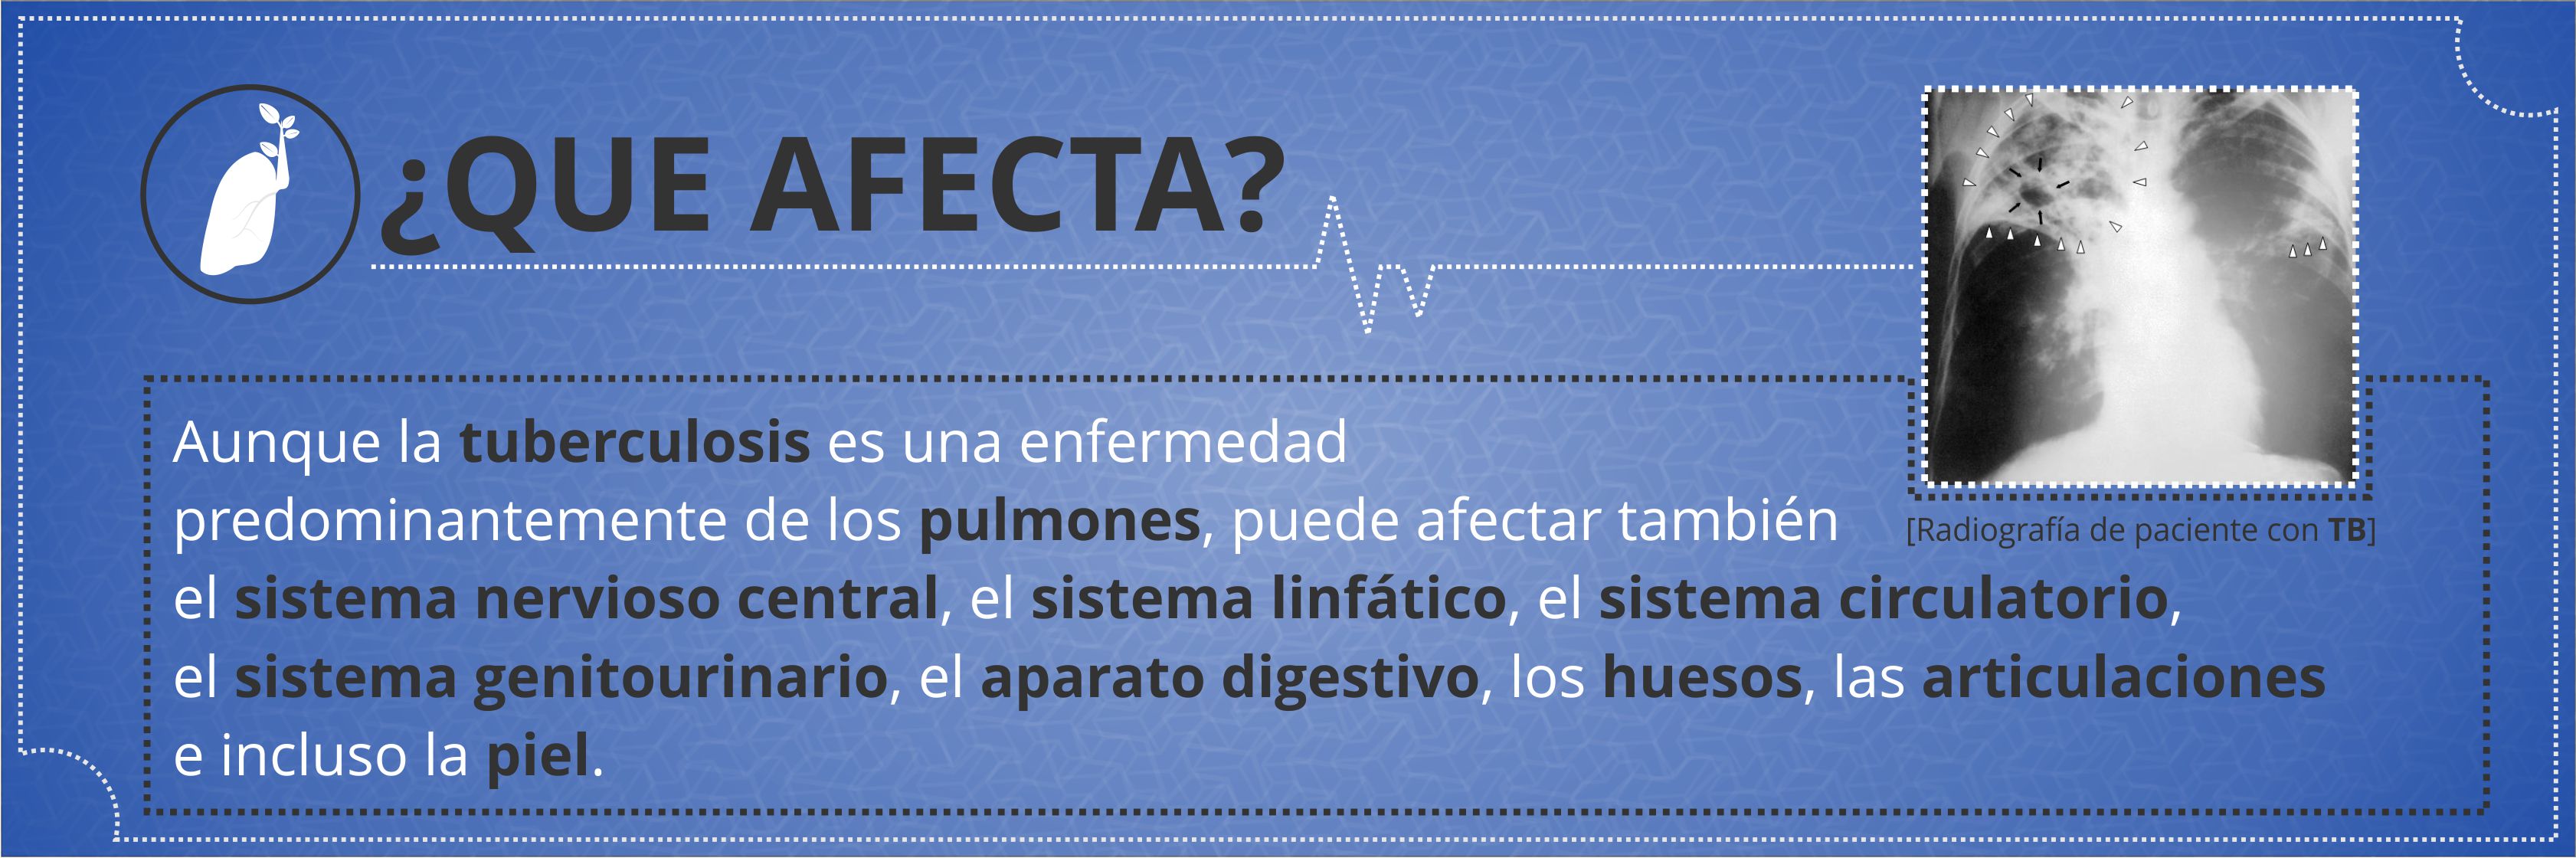 ¿QUE AFECTA?
Aunque la tuberculosis es una enfermedad
predominantemente de los pulmones, puede afectar también
[Radiografía de paciente con TB]
el sistema nervioso central, el sistema linfático, el sistema circulatorio,
el sistema genitourinario, el aparato digestivo, los huesos, las articulaciones
e incluso la piel.